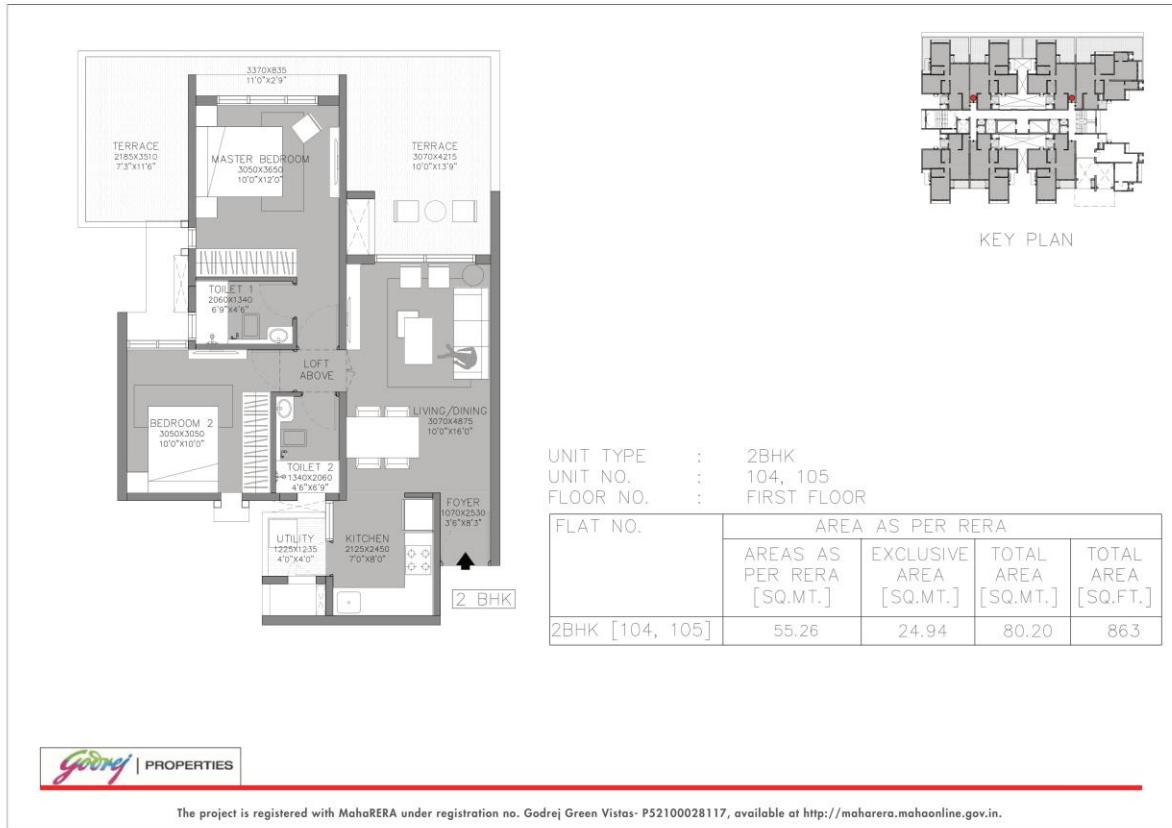 3370X835
11'0"X2'9"
TERRACE
2185X3510
7'3"X11'6"
MASTER BEDROOM
3050X3650
10'0"X12'0"
TERRACE
3070X4215
10'0"X13'9"
TOILET 1
2060X1340
6'9"X4'6"
LOFT
ABOVE
BEDROOM 2
3050X3050
10'0"X10'0"
LIVING/DINING
3070X4875
10'0"X16'0"
TOILET 2
1340X2060
4'6"X6'9"
FOYER
1070X2530
3'6"X8'3"
UTILITY
1225X1235
4'0"X4'0"
KITCHEN
2125X2450
7'0"X8'0"
2 BHK
KEY PLAN
UNIT TYPE : 2BHK
UNIT NO. : 104, 105
FLOOR NO. : FIRST FLOOR
FLAT NO. AREA AS PER RERA
AREAS AS PER RERA [SQ.MT.] EXCLUSIVE AREA [SQ.MT.] TOTAL AREA [SQ.MT.] TOTAL AREA [SQ.FT.]
2BHK [104, 105] 55.26 24.94 80.20 863
Godrej | PROPERTIES
The project is registered with MahaRERA under registration no. Godrej Green Vistas- P52100028117, available at http://maharera.mahaonline.gov.in.